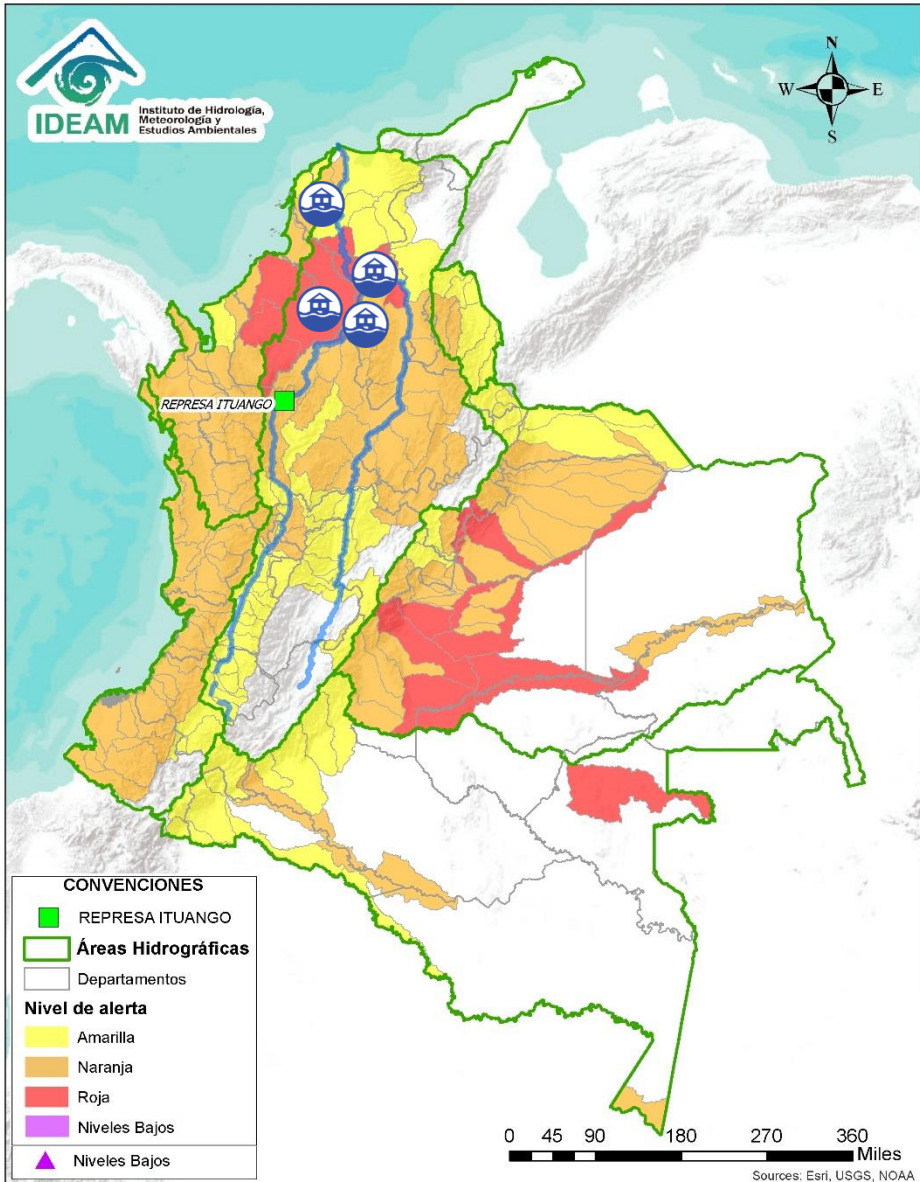 IDEAM
Instituto de Hidrología,
Meteorología y
Estudios Ambientales
N
W
E
S
REPRESA ITUANGO
CONVENCIONES
REPRESA ITUANGO
Áreas Hidrográficas
Departamentos
Nivel de alerta
Amarilla
Naranja
Roja
Niveles Bajos
Niveles Bajos
0 45 90 180 270 360
Miles
Sources: Esri, USGS, NOAA